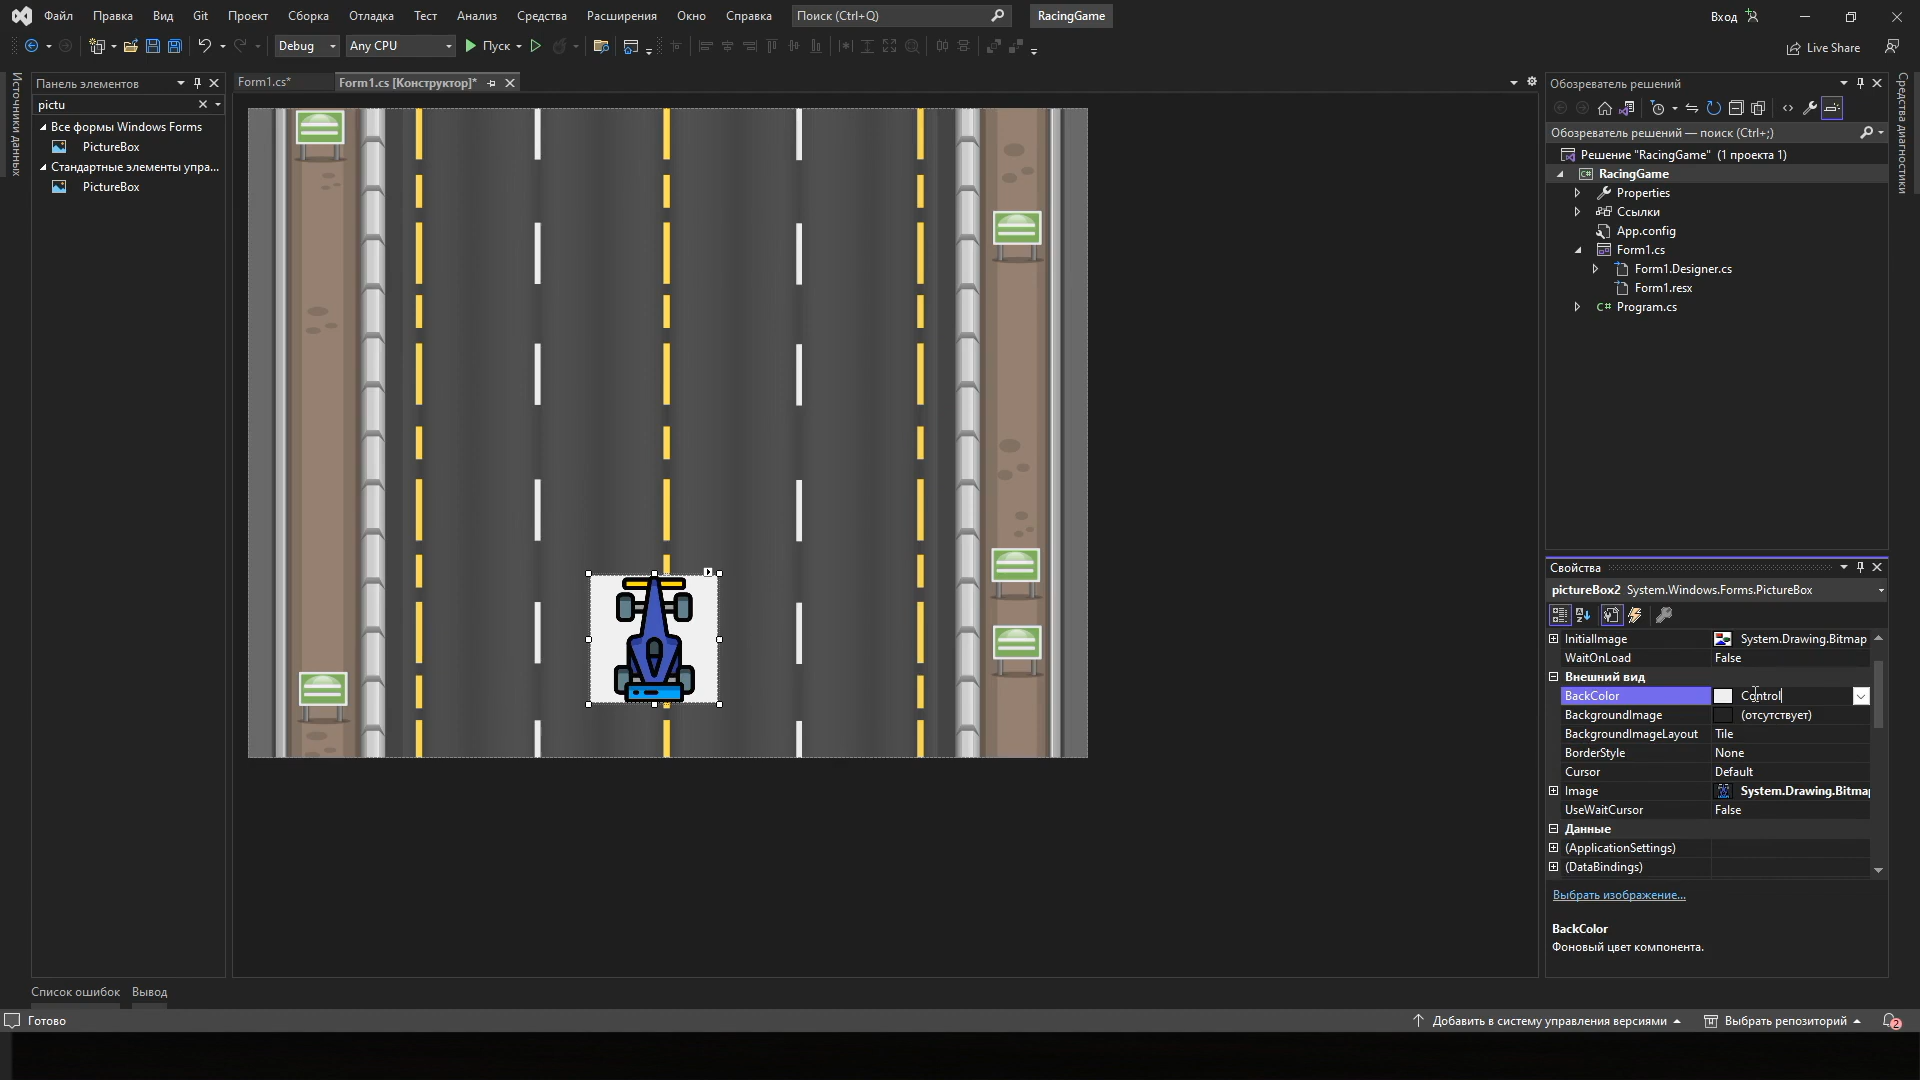 Файл Правка Вид Git Проект Сборка Отладка Тест Анализ Средства Расширения Окно Справка Поиск (Ctrl+Q) RacingGame Вход
Debug Any CPU Пуск Live Share
Источники данных
Панель элементов
pictu
Все формы Windows Forms
PictureBox
Стандартные элементы упра...
PictureBox
Form1.cs* Form1.cs [Конструктор]*
Обозреватель решений
Обозреватель решений — поиск (Ctrl+;)
Решение "RacingGame" (1 проекта 1)
RacingGame
Properties
Ссылки
App.config
Form1.cs
Form1.Designer.cs
Form1.resx
C# Program.cs
Средства диагностики
Свойства
pictureBox2 System.Windows.Forms.PictureBox
InitialImage System.Drawing.Bitmap
WaitOnLoad False
Внешний вид
BackColor Control
BackgroundImage (отсутствует)
BackgroundImageLayout Tile
BorderStyle None
Cursor Default
Image System.Drawing.Bitmap
UseWaitCursor False
Данные
(ApplicationSettings)
(DataBindings)
Выбрать изображение...
BackColor
Фоновый цвет компонента.
Список ошибок Вывод
Готово Добавить в систему управления версиями Выбрать репозиторий 2